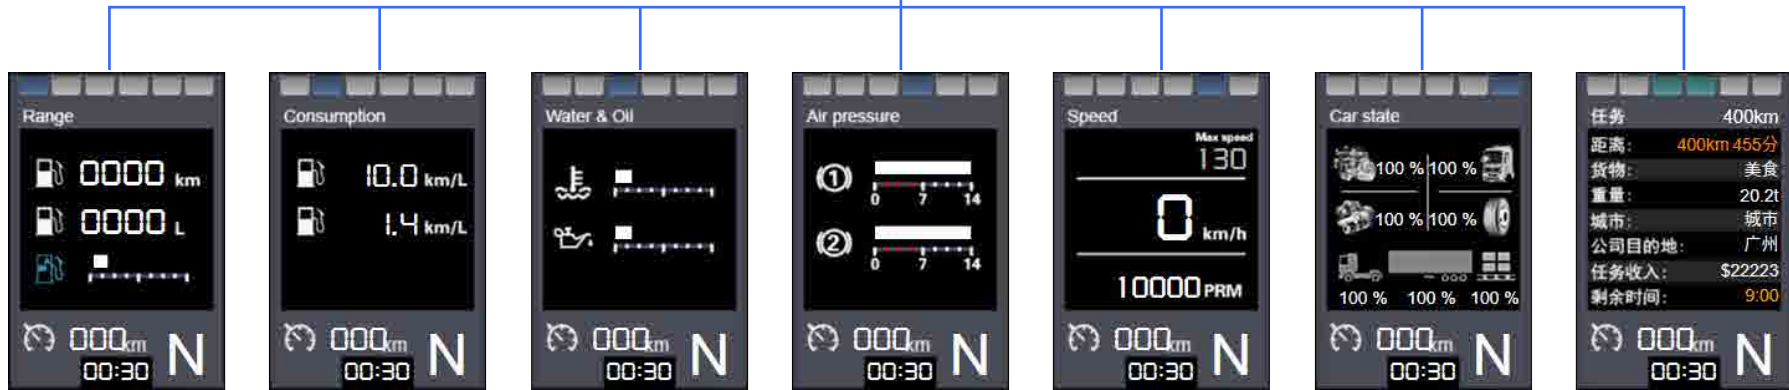 Range
0000 km
0000 L
000km
N
00:30
Consumption
10.0 km/L
1.4 km/L
000km
N
00:30
Water & Oil
000km
N
00:30
Air pressure
(1)
0 7 14
(2)
0 7 14
000km
N
00:30
Speed
Max speed
130
0 km/h
10000 PRM
000km
N
00:30
Car state
100 % 100 %
100 % 100 %
100 % 100 % 100 %
000km
N
00:30
任务 400km
距离: 400km 455分
货物: 美食
重量: 20.2t
城市: 城市
公司目的地: 广州
任务收入: $22223
剩余时间: 9:00
000km
N
00:30